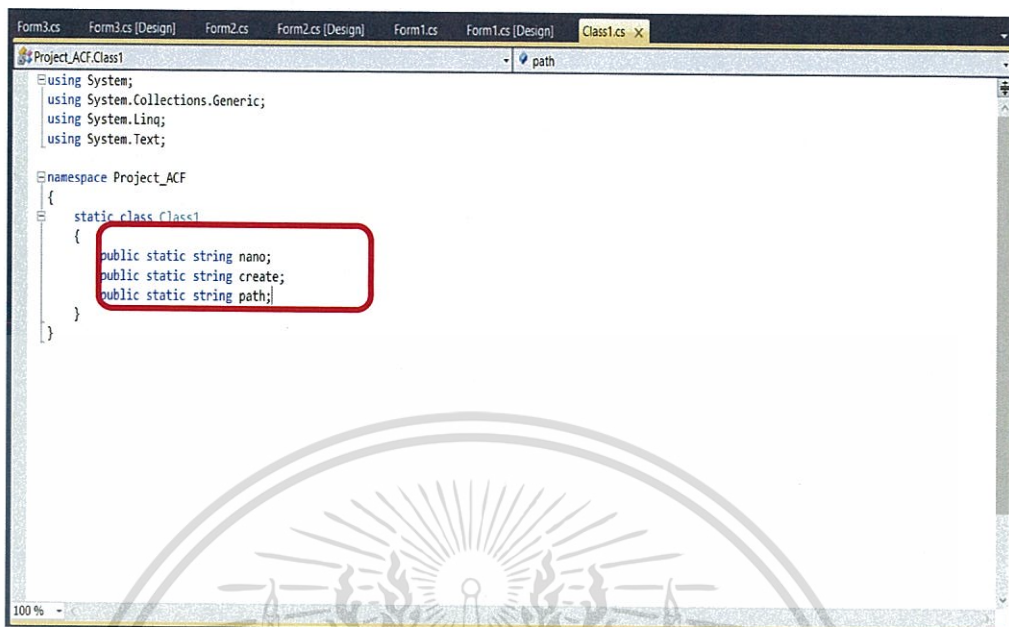 Form3.cs Form3.cs [Design] Form2.cs Form2.cs [Design] Form1.cs Form1.cs [Design] Class1.cs X
Project_ACF.Class1 path
using System;
using System.Collections.Generic;
using System.Linq;
using System.Text;
namespace Project_ACF
{
static class Class1
{
public static string nano;
public static string create;
public static string path;
}
}
100 %